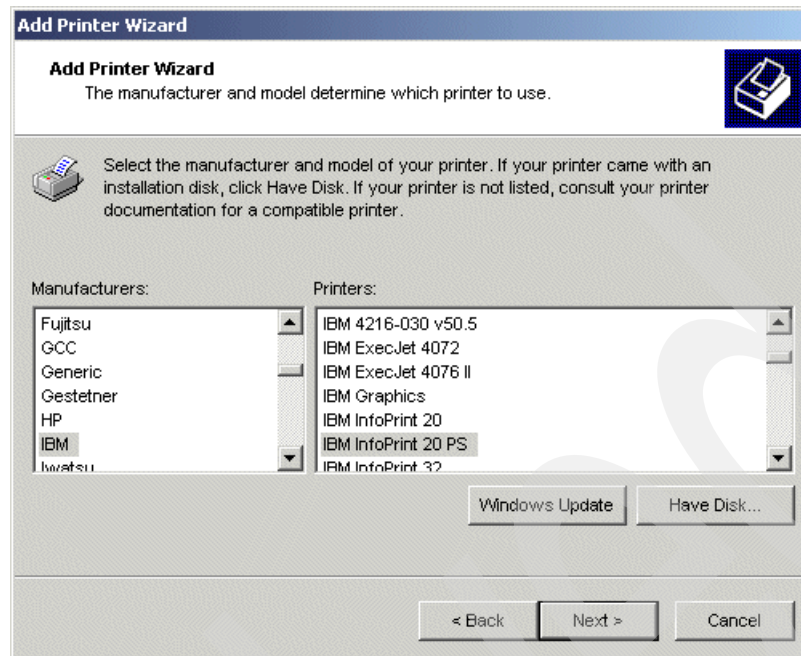 Add Printer Wizard
Add Printer Wizard
The manufacturer and model determine which printer to use.
Select the manufacturer and model of your printer. If your printer came with an
installation disk, click Have Disk. If your printer is not listed, consult your printer
documentation for a compatible printer.
Manufacturers:
Printers:
Fujitsu
GCC
Generic
Gestetner
HP
IBM
Iwatsu
IBM 4216-030 v50.5
IBM ExecJet 4072
IBM ExecJet 4076 II
IBM Graphics
IBM InfoPrint 20
IBM InfoPrint 20 PS
IBM InfoPrint 32
Windows Update
Have Disk...
< Back
Next >
Cancel